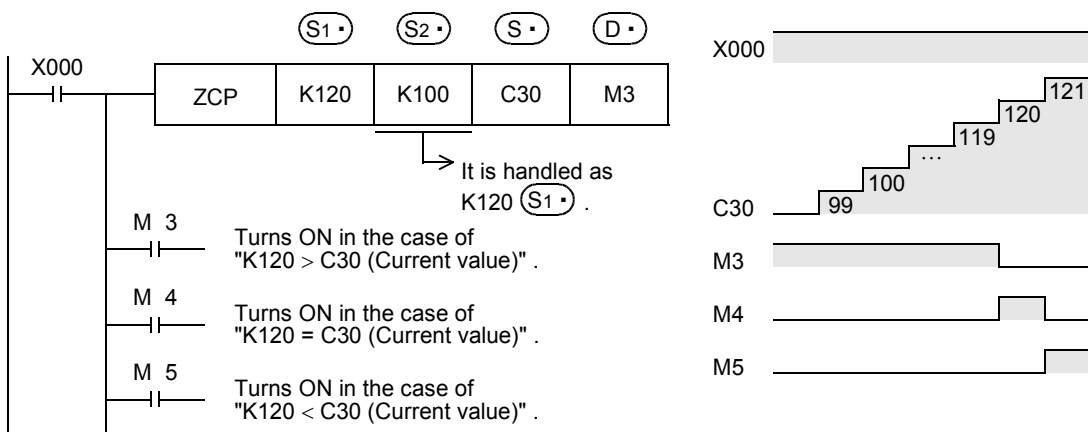 S1・ S2・ S・ D・
X000
ZCP K120 K100 C30 M3
It is handled as
K120 S1・ .
M 3
Turns ON in the case of
"K120 > C30 (Current value)" .
M 4
Turns ON in the case of
"K120 = C30 (Current value)" .
M 5
Turns ON in the case of
"K120 < C30 (Current value)" .
X000
121
120
119
…
100
99
C30
M3
M4
M5